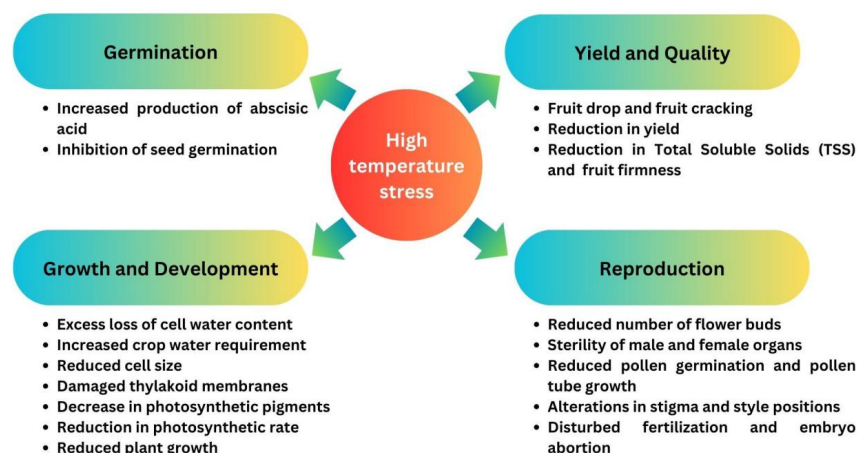 Germination
• Increased production of abscisic
acid
• Inhibition of seed germination
Yield and Quality
• Fruit drop and fruit cracking
• Reduction in yield
• Reduction in Total Soluble Solids (TSS)
and fruit firmness
High
temperature
stress
Growth and Development
• Excess loss of cell water content
• Increased crop water requirement
• Reduced cell size
• Damaged thylakoid membranes
• Decrease in photosynthetic pigments
• Reduction in photosynthetic rate
• Reduced plant growth
Reproduction
• Reduced number of flower buds
• Sterility of male and female organs
• Reduced pollen germination and pollen
tube growth
• Alterations in stigma and style positions
• Disturbed fertilization and embryo
abortion